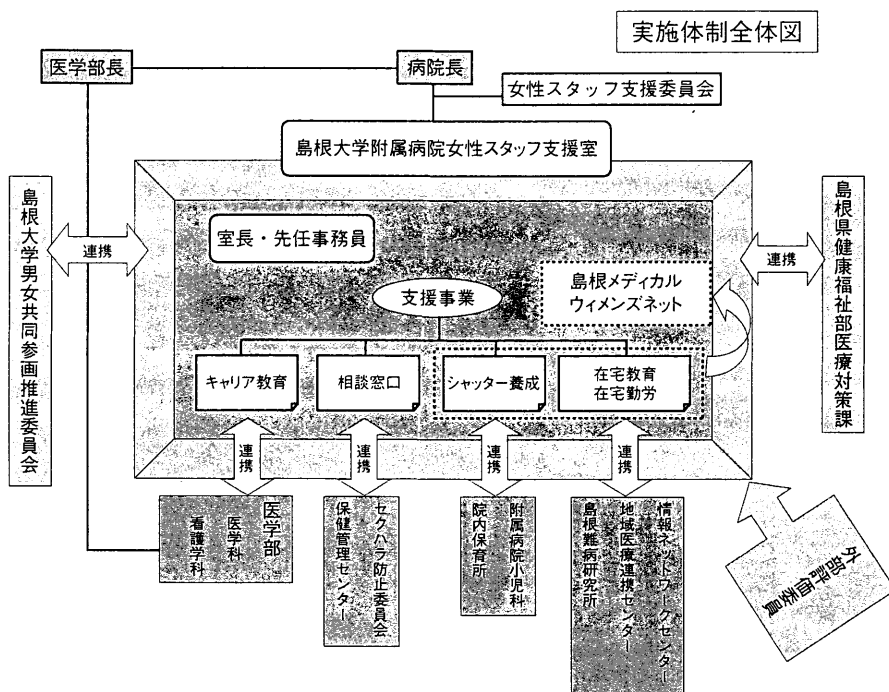 実施体制全体図
医学部長
病院長
女性スタッフ支援委員会
島根大学附属病院女性スタッフ支援室
島根大学男女共同参画推進委員会
連携
室長・先任事務員
支援事業
島根メディカル
ウィメンズネット
連携
島根県健康福祉部医療対策課
キャリア教育
相談窓口
シャッター養成
在宅教育
在宅勤労
連携
連携
連携
連携
医学部
医学科
看護学科
セクハラ防止委員会
保健管理センター
附属病院小児科
院内保育所
情報ネットワークセンター
地域医療連携センター
島根難病研究所
外部評価委員